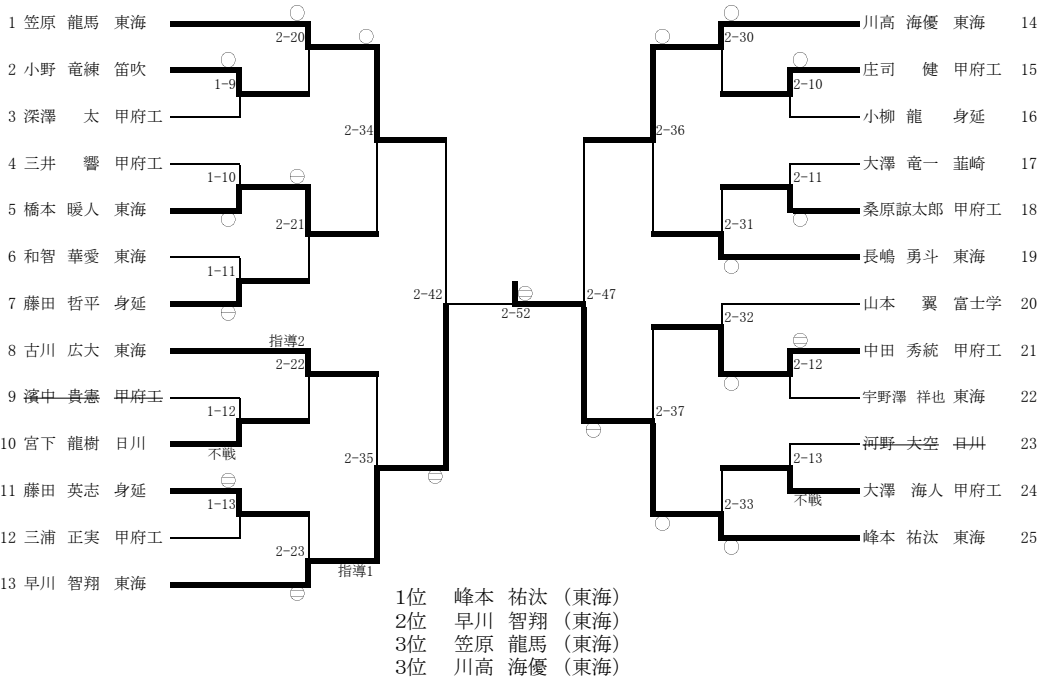 1 笠原 龍馬 東海
2 小野 竜練 笛吹
3 深澤 太 甲府工
4 三井 響 甲府工
5 橋本 暖人 東海
6 和智 華愛 東海
7 藤田 哲平 身延
8 古川 広大 東海
9 濱中 貴憲 甲府工
10 宮下 龍樹 日川
11 藤田 英志 身延
12 三浦 正実 甲府工
13 早川 智翔 東海
2-20
1-9
2-34
1-10
2-21
1-11
2-42
指導2
2-22
1-12
不戦
2-35
1-13
2-23
指導1
2-52
2-30
2-10
2-36
2-11
2-31
2-47
2-32
2-12
2-37
2-13
不戦
2-33
川高 海優 東海 14
庄司 健 甲府工 15
小柳 龍 身延 16
大澤 竜一 韮崎 17
桑原諒太郎 甲府工 18
長嶋 勇斗 東海 19
山本 翼 富士学 20
中田 秀統 甲府工 21
宇野澤 祥也 東海 22
河野 大空 日川 23
大澤 海人 甲府工 24
峰本 祐汰 東海 25
1位 峰本 祐汰 (東海)
2位 早川 智翔 (東海)
3位 笠原 龍馬 (東海)
3位 川高 海優 (東海)